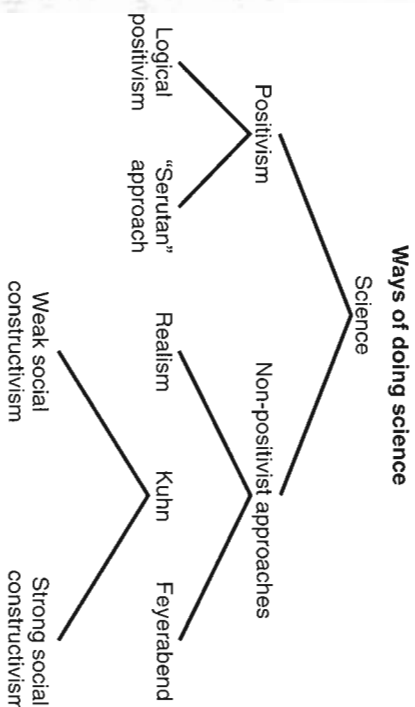 Ways of doing science
Science
Positivism
Non-positivist approaches
Logical
positivism
"Serutan"
approach
Realism
Kuhn
Feyerabend
Weak social
constructivism
Strong social
constructivism